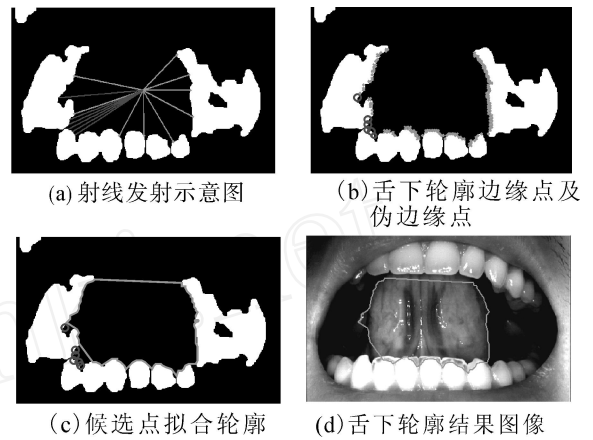 (a) 射线发射示意图
(b) 舌下轮廓边缘点及
伪边缘点
(c) 候选点拟合轮廓
(d) 舌下轮廓结果图像